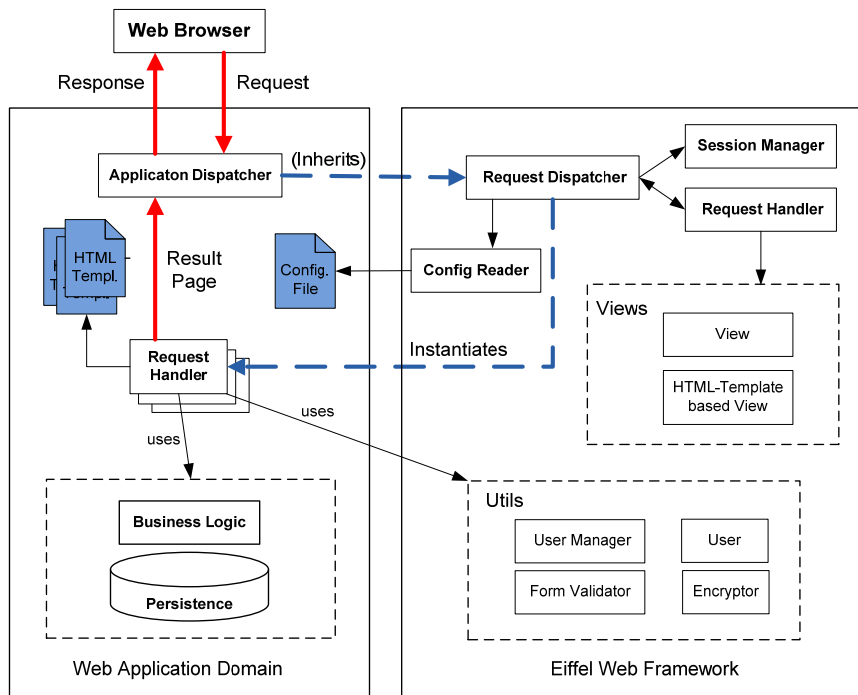 Web Browser
Response
Request
Applicaton Dispatcher
(Inherits)
Request Dispatcher
Session Manager
Request Handler
HTML
Templ.
H
T
Templ.
Result
Page
Config.
File
Config Reader
Views
View
HTML-Template
based View
Request
Handler
Instantiates
uses
uses
Business Logic
Persistence
Utils
User Manager
User
Form Validator
Encryptor
Web Application Domain
Eiffel Web Framework